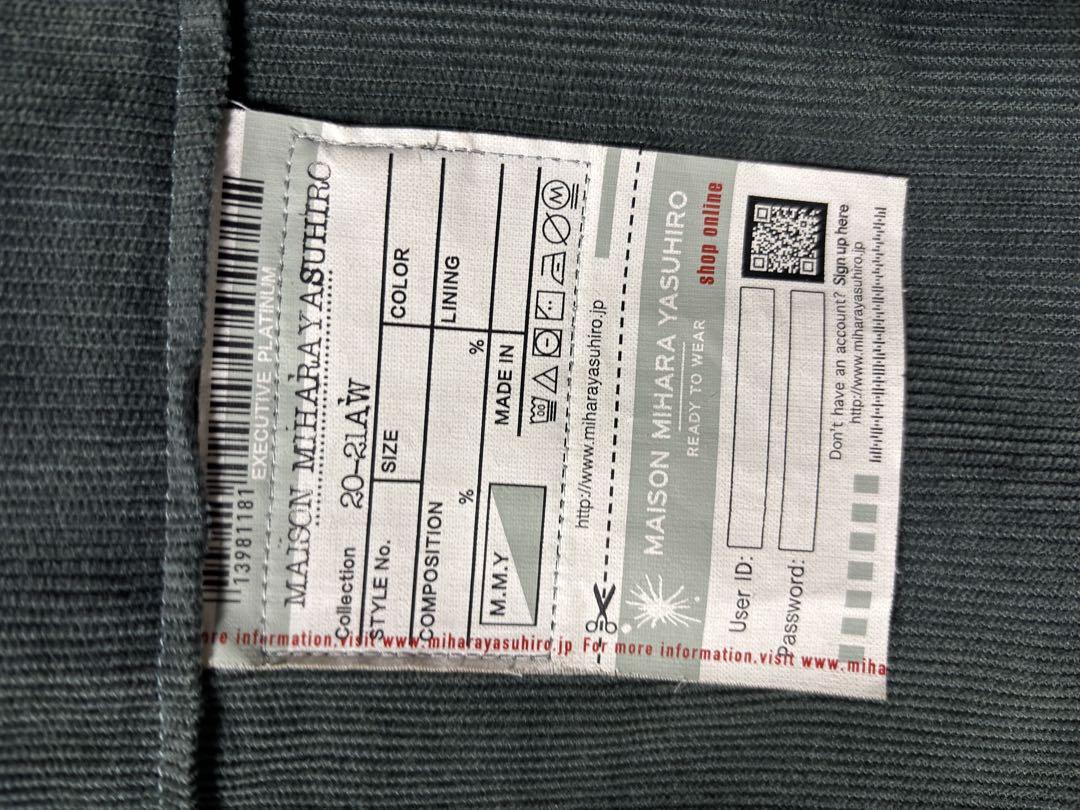 13981181
EXECUTIVE PLATINUM
MAISON MIHARAYASUHIRO
Collection 20-21A'W
STYLE No. SIZE COLOR
COMPOSITION LINING
% %
M.M.Y MADE IN
http://www.miharayasuhiro.jp
MAISON MIHARA YASUHIRO
READY TO WEAR
shop online
User ID:
Password:
Don't have an account? Sign up here
http://www.miharayasuhiro.jp
ore information.visit www.miharayasuhiro.jp For more information.visit www.miha